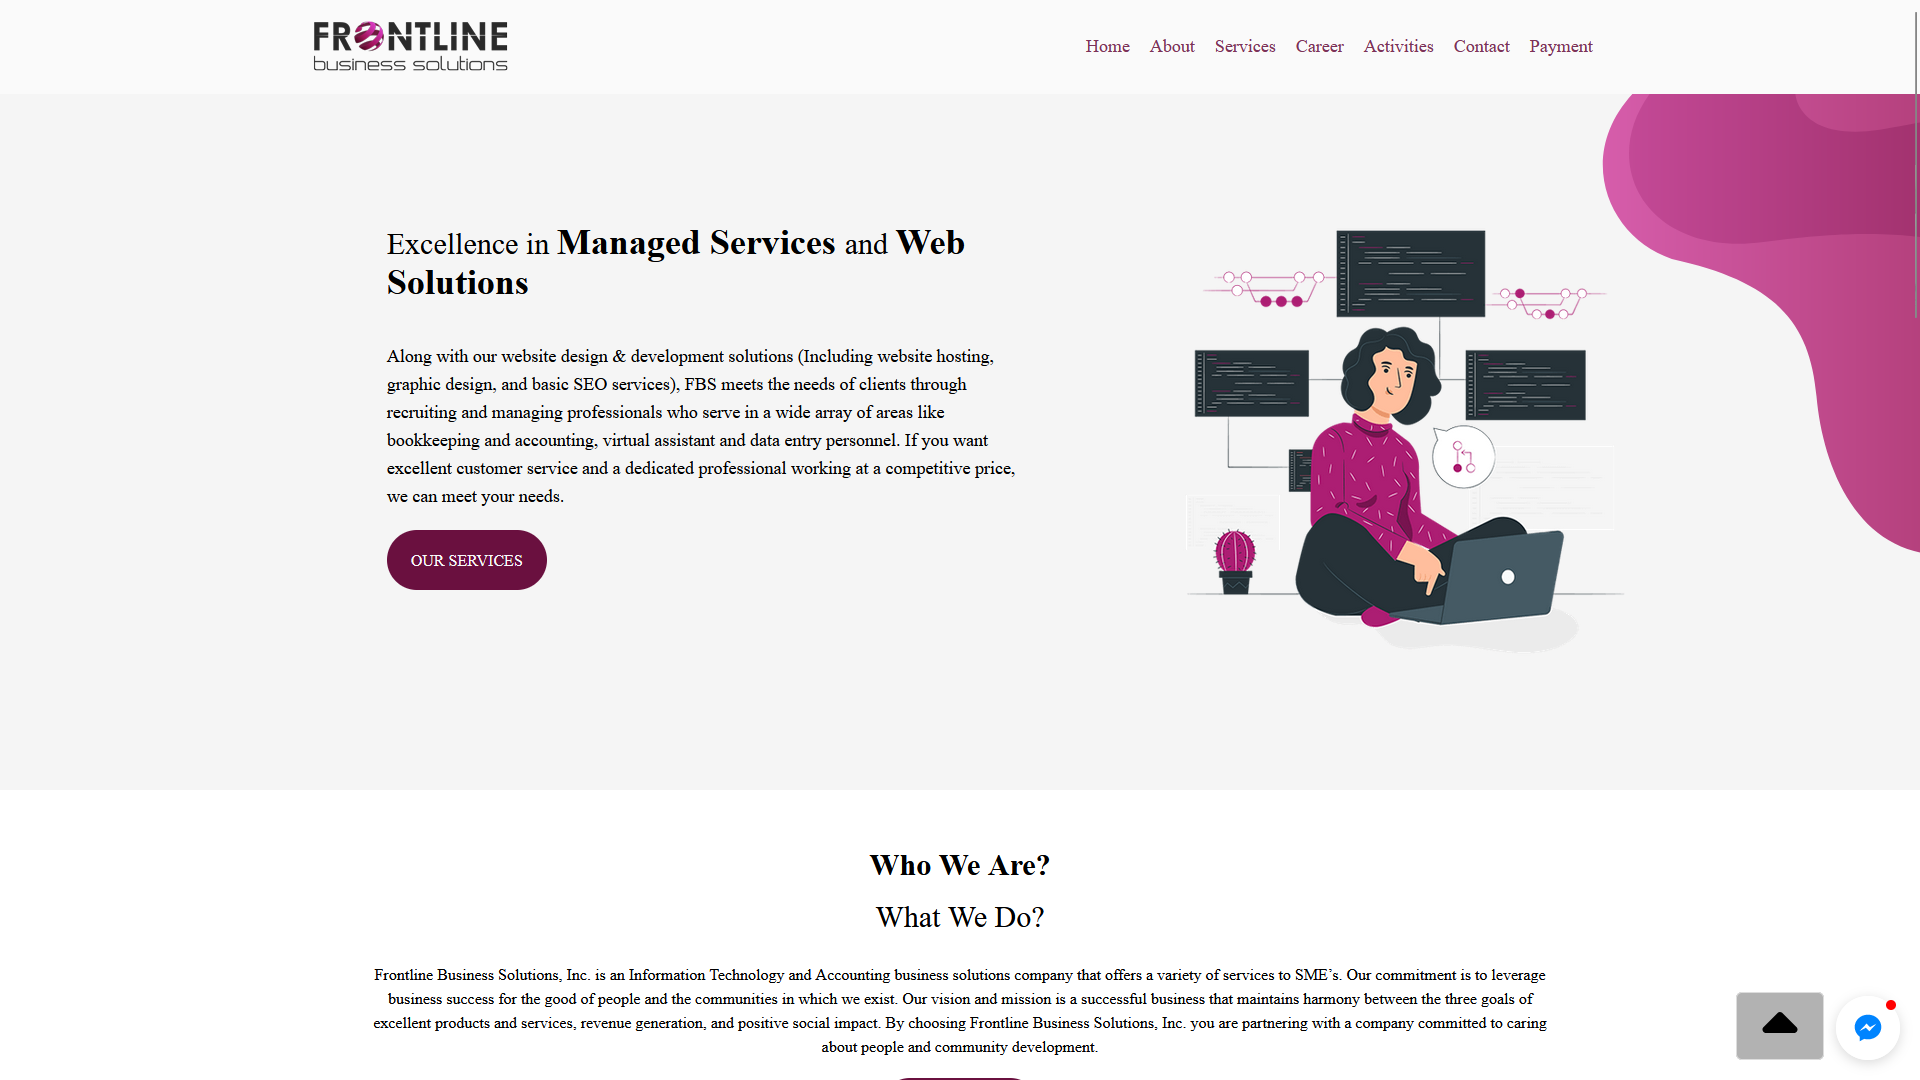 FRONTLINE
business solutions
Home About Services Career Activities Contact Payment
Excellence in Managed Services and Web
Solutions
Along with our website design & development solutions (Including website hosting,
graphic design, and basic SEO services), FBS meets the needs of clients through
recruiting and managing professionals who serve in a wide array of areas like
bookkeeping and accounting, virtual assistant and data entry personnel. If you want
excellent customer service and a dedicated professional working at a competitive price,
we can meet your needs.
OUR SERVICES
Who We Are?
What We Do?
Frontline Business Solutions, Inc. is an Information Technology and Accounting business solutions company that offers a variety of services to SME’s. Our commitment is to leverage
business success for the good of people and the communities in which we exist. Our vision and mission is a successful business that maintains harmony between the three goals of
excellent products and services, revenue generation, and positive social impact. By choosing Frontline Business Solutions, Inc. you are partnering with a company committed to caring
about people and community development.